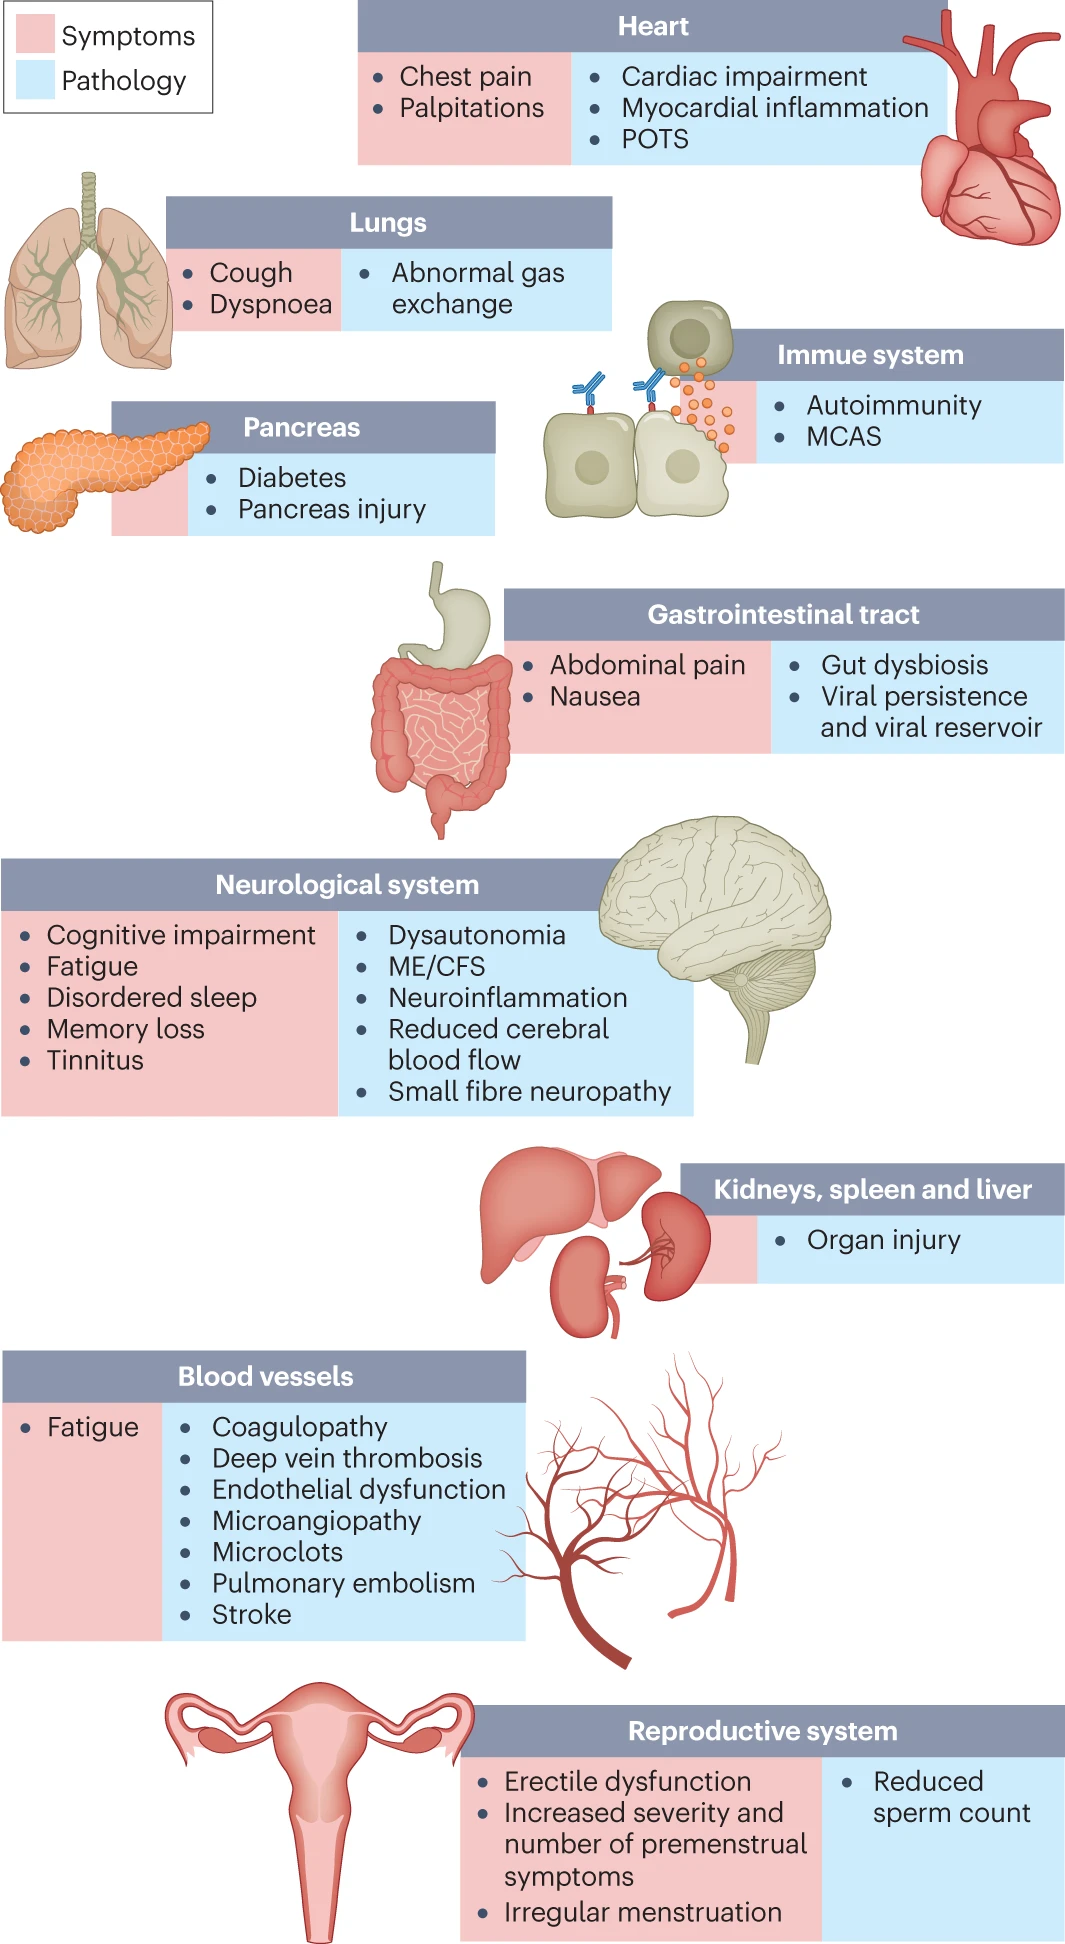 Symptoms
Pathology
Heart
• Chest pain
• Palpitations
• Cardiac impairment
• Myocardial inflammation
• POTS
Lungs
• Cough
• Dyspnoea
• Abnormal gas
exchange
Immue system
• Autoimmunity
• MCAS
Pancreas
• Diabetes
• Pancreas injury
Gastrointestinal tract
• Abdominal pain
• Nausea
• Gut dysbiosis
• Viral persistence
and viral reservoir
Neurological system
• Cognitive impairment
• Fatigue
• Disordered sleep
• Memory loss
• Tinnitus
• Dysautonomia
• ME/CFS
• Neuroinflammation
• Reduced cerebral
blood flow
• Small fibre neuropathy
Kidneys, spleen and liver
• Organ injury
Blood vessels
• Fatigue
• Coagulopathy
• Deep vein thrombosis
• Endothelial dysfunction
• Microangiopathy
• Microclots
• Pulmonary embolism
• Stroke
Reproductive system
• Erectile dysfunction
• Increased severity and
number of premenstrual
symptoms
• Irregular menstruation
• Reduced
sperm count